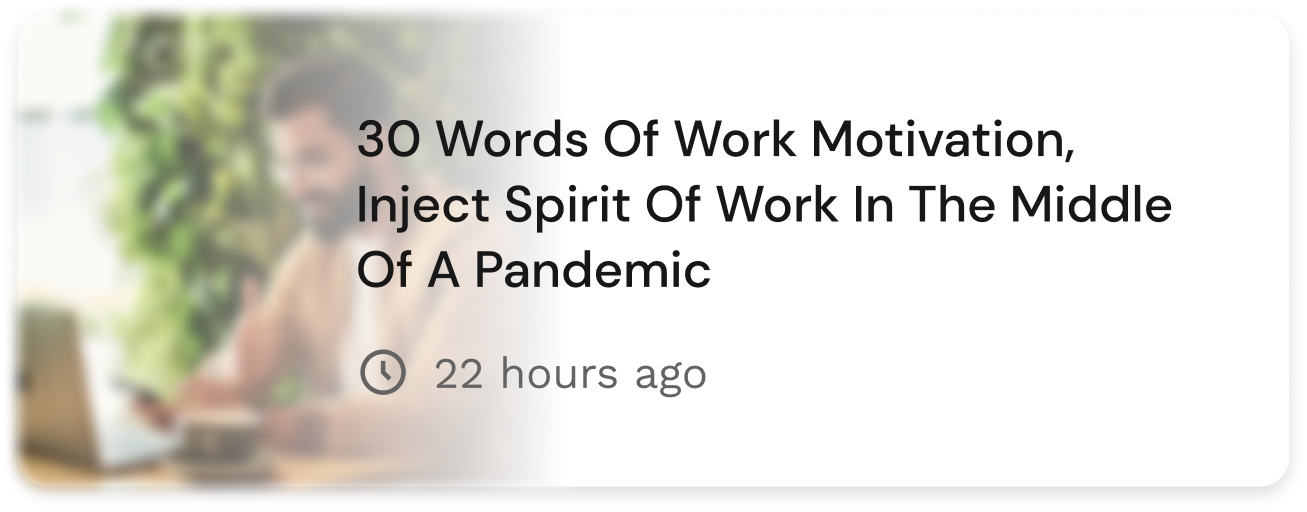 30 Words Of Work Motivation,
Inject Spirit Of Work In The Middle
Of A Pandemic
22 hours ago